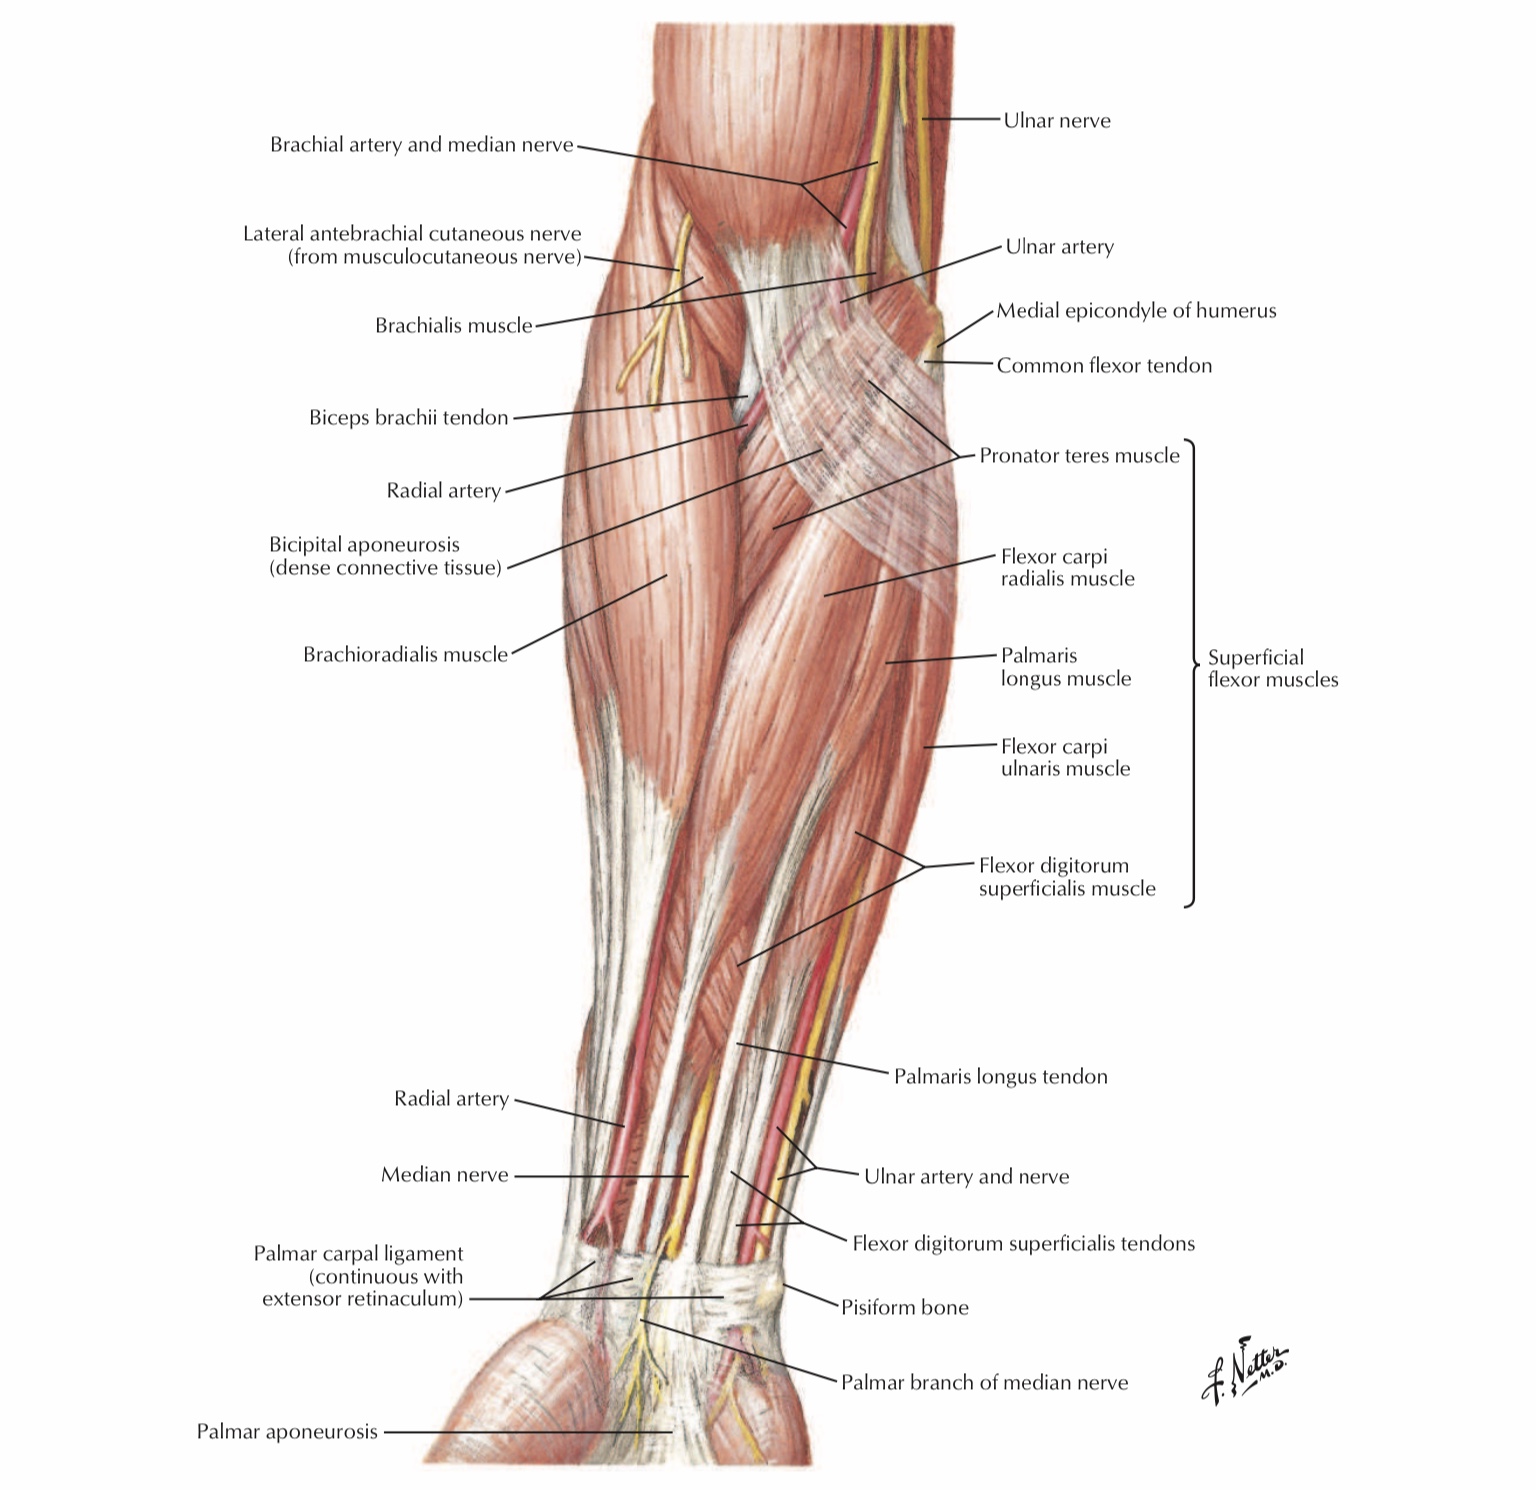 Brachial artery and median nerve
Lateral antebrachial cutaneous nerve
(from musculocutaneous nerve)
Brachialis muscle
Biceps brachii tendon
Radial artery
Bicipital aponeurosis
(dense connective tissue)
Brachioradialis muscle
Radial artery
Median nerve
Palmar carpal ligament
(continuous with
extensor retinaculum)
Palmar aponeurosis
Ulnar nerve
Ulnar artery
Medial epicondyle of humerus
Common flexor tendon
Pronator teres muscle
Flexor carpi
radialis muscle
Palmaris
longus muscle
Flexor carpi
ulnaris muscle
Flexor digitorum
superficialis muscle
Superficial
flexor muscles
Palmaris longus tendon
Ulnar artery and nerve
Flexor digitorum superficialis tendons
Pisiform bone
Palmar branch of median nerve
F. Netter
M.D.